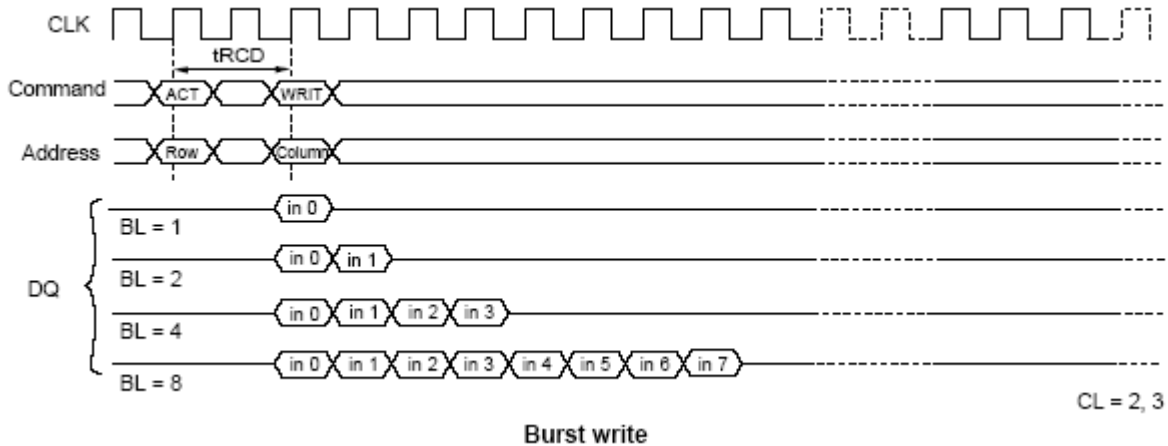 CLK
tRCD
Command ACT WRIT
Address Row Column
in 0
BL = 1
in 0 in 1
BL = 2
DQ
in 0 in 1 in 2 in 3
BL = 4
in 0 in 1 in 2 in 3 in 4 in 5 in 6 in 7
BL = 8
CL = 2, 3
Burst write